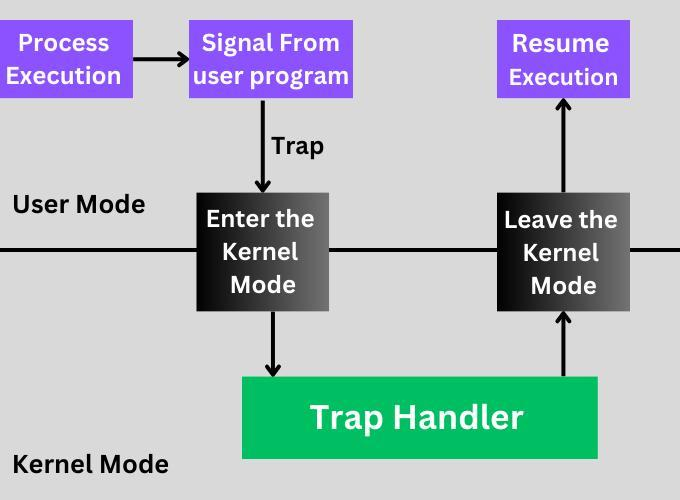 Process
Execution
Signal From
user program
Resume
Execution
Trap
User Mode
Enter the
Kernel
Mode
Leave the
Kernel
Mode
Trap Handler
Kernel Mode